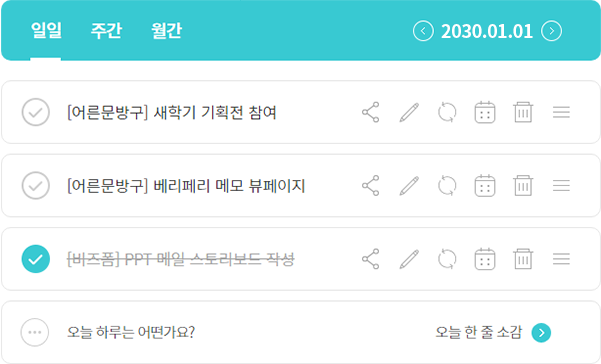 일일 주간 월간 2030.01.01
[어른문방구] 새학기 기획전 참여
[어른문방구] 베리페리 메모 뷰페이지
[비즈폼] PPT 메일 스토리보드 작성
오늘 하루는 어떤가요? 오늘 한 줄 소감